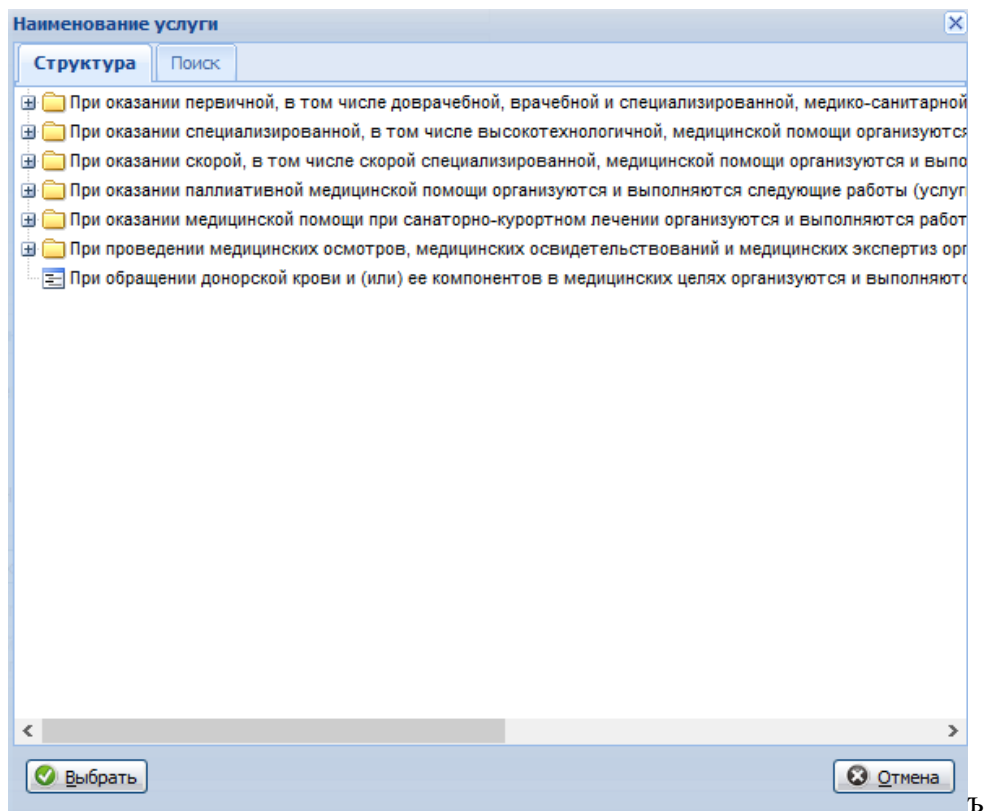 Наименование услуги
Структура Поиск
При оказании первичной, в том числе доврачебной, врачебной и специализированной, медико-санитарной
При оказании специализированной, в том числе высокотехнологичной, медицинской помощи организуются
При оказании скорой, в том числе скорой специализированной, медицинской помощи организуются и выпо
При оказании паллиативной медицинской помощи организуются и выполняются следующие работы (услуг
При оказании медицинской помощи при санаторно-курортном лечении организуются и выполняются работ
При проведении медицинских осмотров, медицинских освидетельствований и медицинских экспертиз орг
При обращении донорской крови и (или) ее компонентов в медицинских целях организуются и выполняютс
Выбрать Отмена
ъ